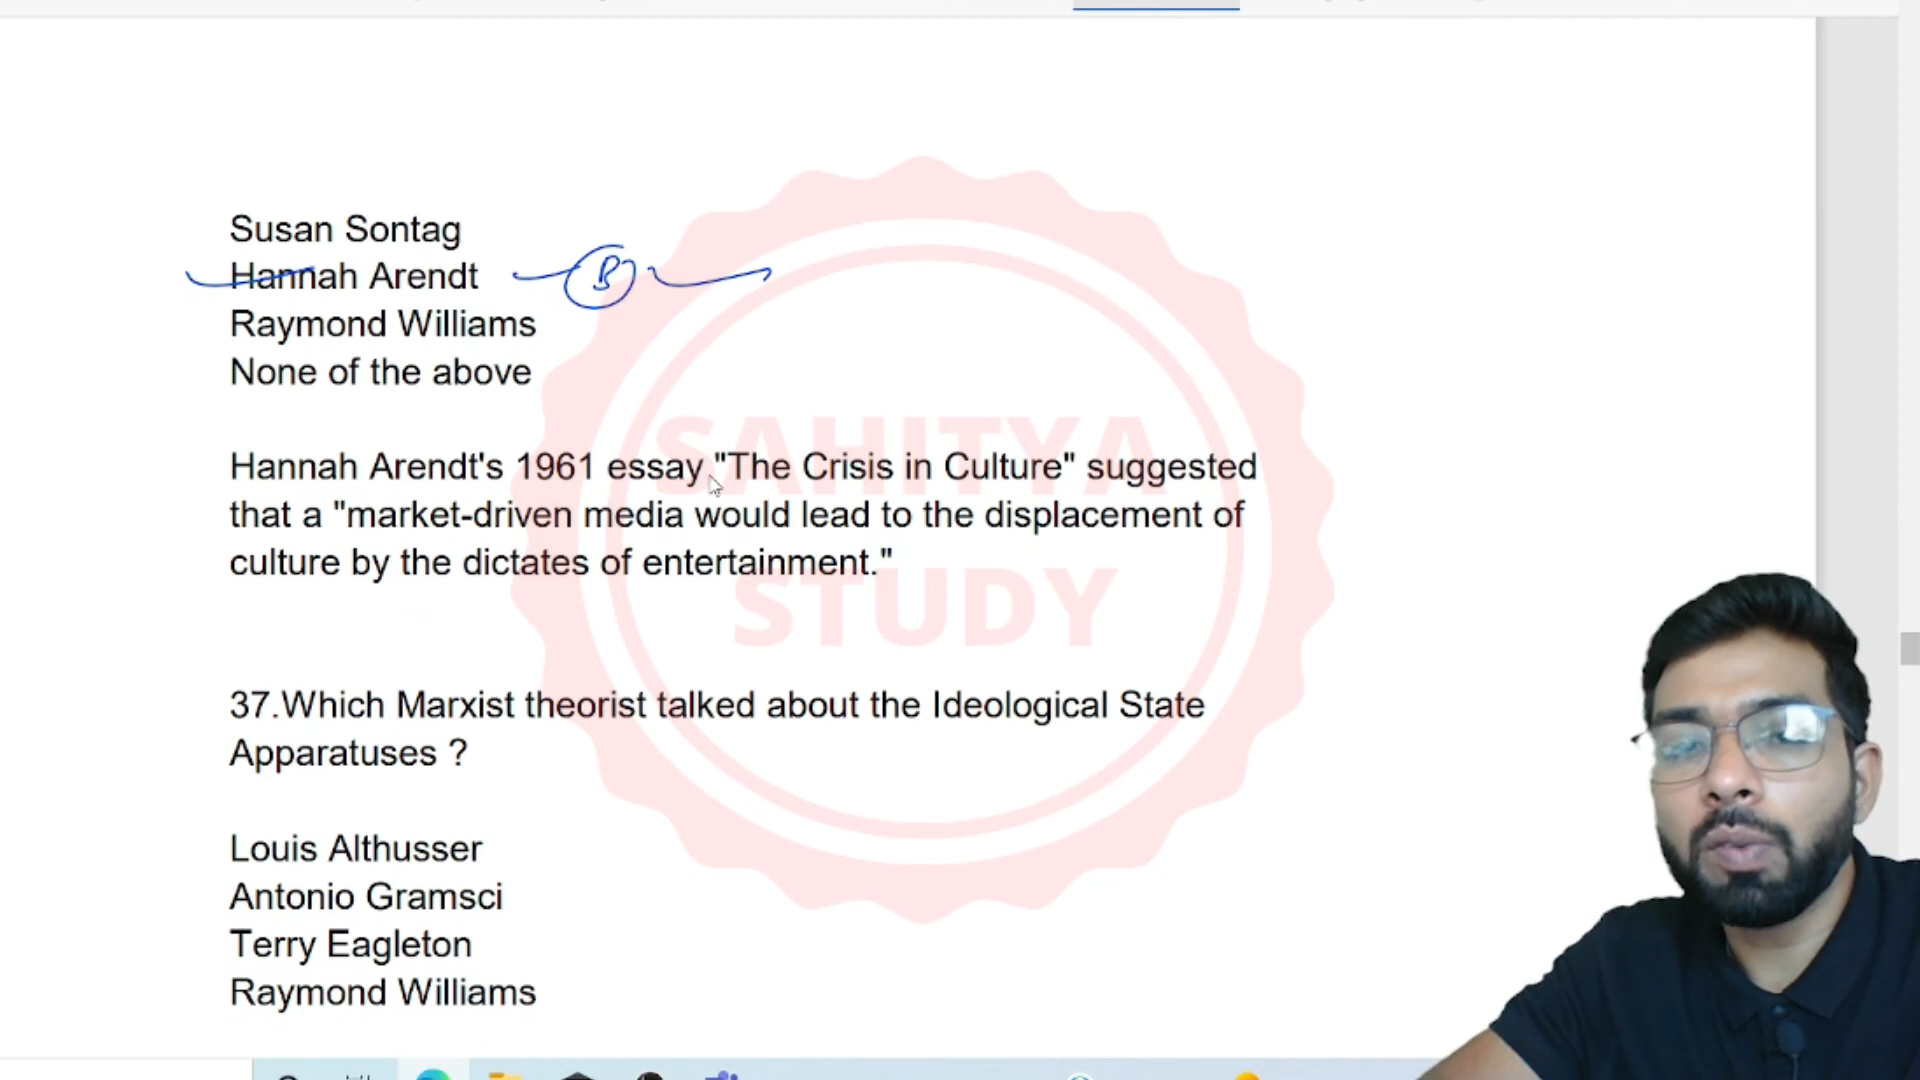 Susan Sontag
Hannah Arendt B
Raymond Williams
None of the above
Hannah Arendt's 1961 essay "The Crisis in Culture" suggested
that a "market-driven media would lead to the displacement of
culture by the dictates of entertainment."
SAHITYA
STUDY
37.Which Marxist theorist talked about the Ideological State
Apparatuses ?
Louis Althusser
Antonio Gramsci
Terry Eagleton
Raymond Williams